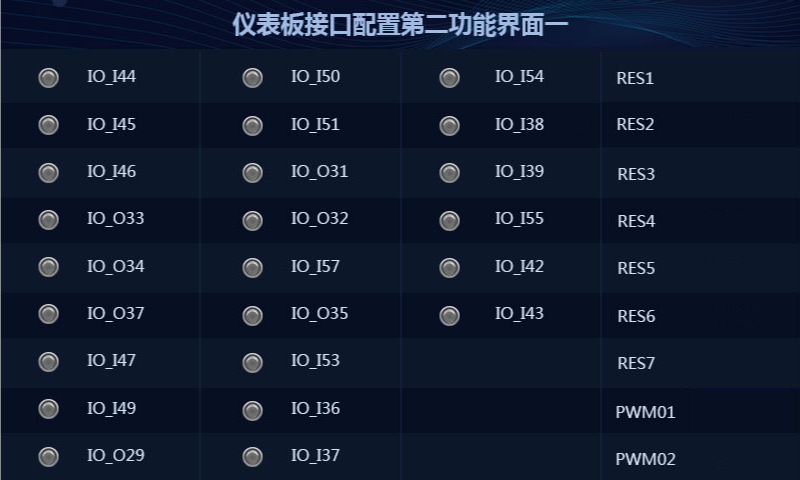 仪表板接口配置第二功能界面一
IO_I44 IO_I50 IO_I54 RES1
IO_I45 IO_I51 IO_I38 RES2
IO_I46 IO_O31 IO_I39 RES3
IO_O33 IO_O32 IO_I55 RES4
IO_O34 IO_I57 IO_I42 RES5
IO_O37 IO_O35 IO_I43 RES6
IO_I47 IO_I53 RES7
IO_I49 IO_I36 PWM01
IO_O29 IO_I37 PWM02